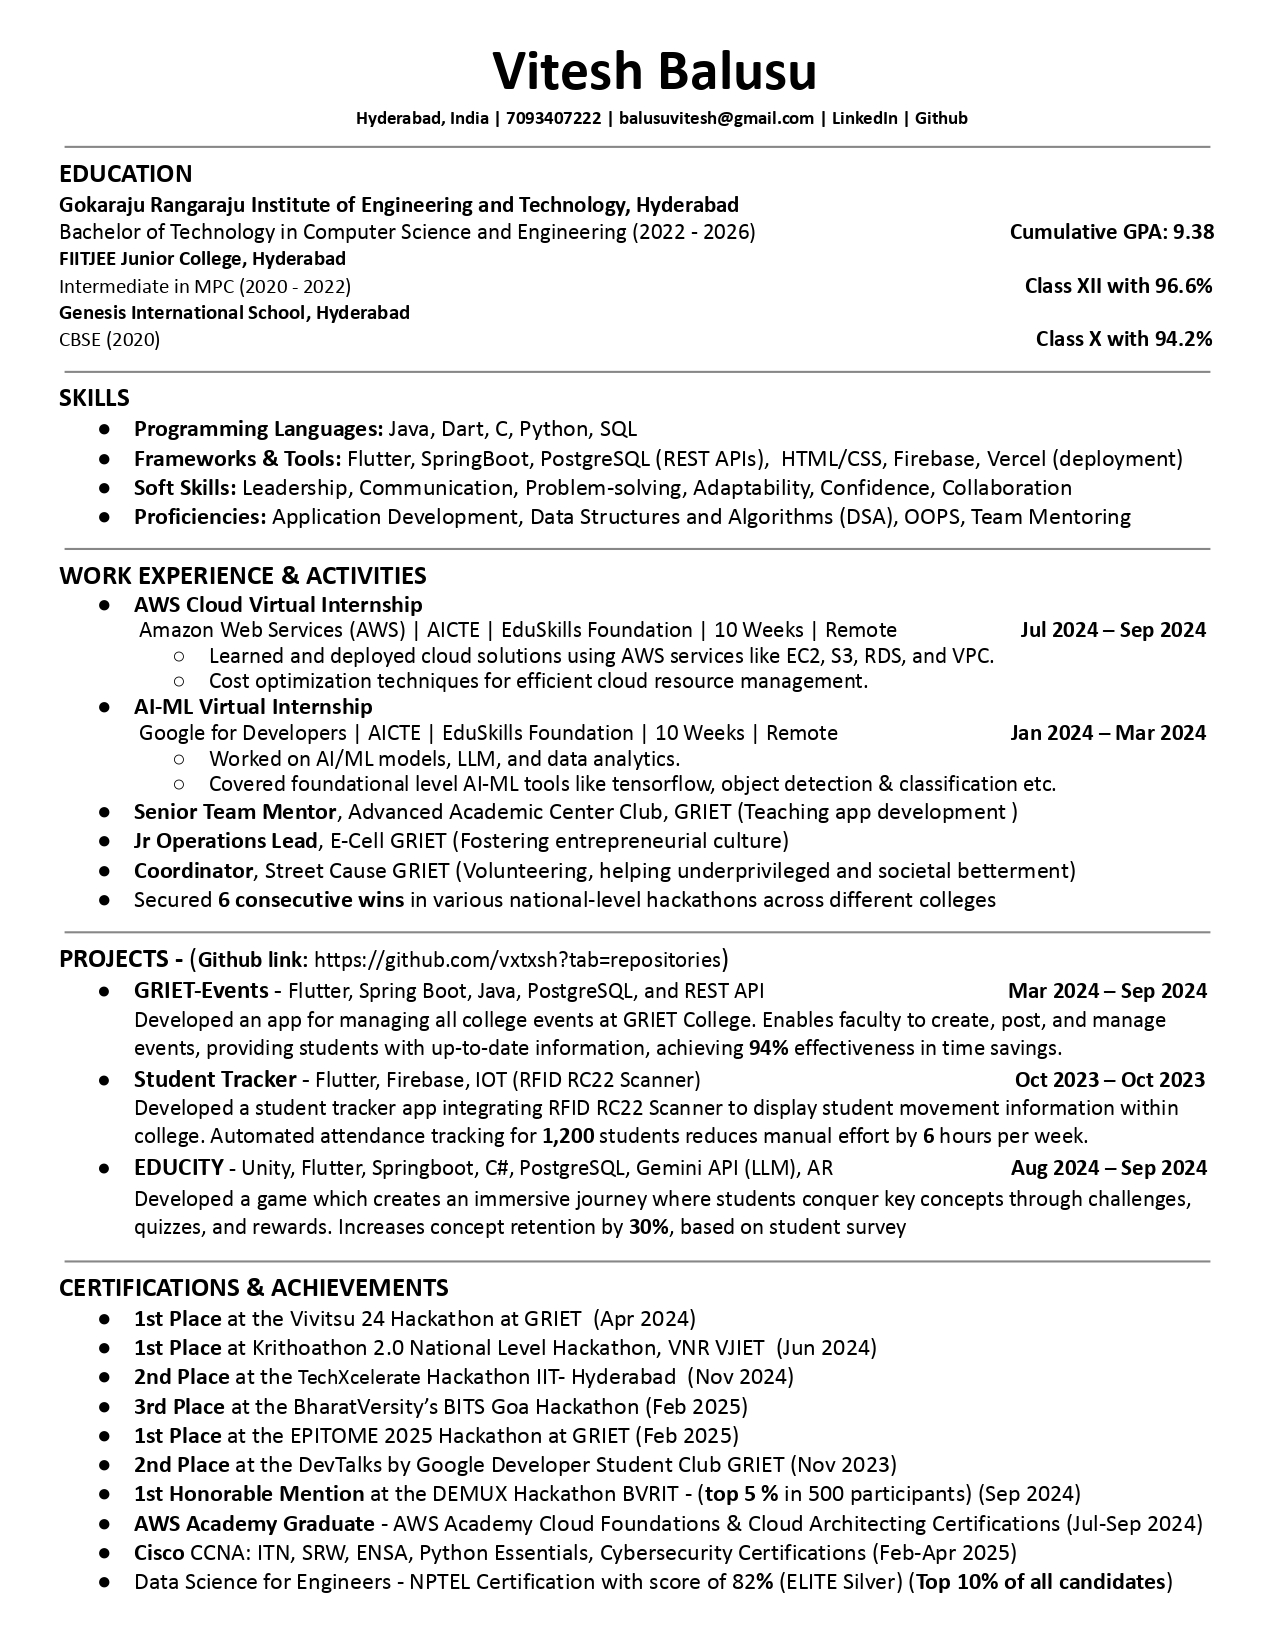 Vitesh Balusu
Hyderabad, India | 7093407222 | balusuvitesh@gmail.com | LinkedIn | Github
EDUCATION
Gokaraju Rangaraju Institute of Engineering and Technology, Hyderabad
Bachelor of Technology in Computer Science and Engineering (2022 - 2026) Cumulative GPA: 9.38
FIITJEE Junior College, Hyderabad
Intermediate in MPC (2020 - 2022) Class XII with 96.6%
Genesis International School, Hyderabad
CBSE (2020) Class X with 94.2%
SKILLS
● Programming Languages: Java, Dart, C, Python, SQL
● Frameworks & Tools: Flutter, SpringBoot, PostgreSQL (REST APIs), HTML/CSS, Firebase, Vercel (deployment)
● Soft Skills: Leadership, Communication, Problem-solving, Adaptability, Confidence, Collaboration
● Proficiencies: Application Development, Data Structures and Algorithms (DSA), OOPS, Team Mentoring
WORK EXPERIENCE & ACTIVITIES
● AWS Cloud Virtual Internship
Amazon Web Services (AWS) | AICTE | EduSkills Foundation | 10 Weeks | Remote Jul 2024 – Sep 2024
○ Learned and deployed cloud solutions using AWS services like EC2, S3, RDS, and VPC.
○ Cost optimization techniques for efficient cloud resource management.
● AI-ML Virtual Internship
Google for Developers | AICTE | EduSkills Foundation | 10 Weeks | Remote Jan 2024 – Mar 2024
○ Worked on AI/ML models, LLM, and data analytics.
○ Covered foundational level AI-ML tools like tensorflow, object detection & classification etc.
● Senior Team Mentor, Advanced Academic Center Club, GRIET (Teaching app development )
● Jr Operations Lead, E-Cell GRIET (Fostering entrepreneurial culture)
● Coordinator, Street Cause GRIET (Volunteering, helping underprivileged and societal betterment)
● Secured 6 consecutive wins in various national-level hackathons across different colleges
PROJECTS - (Github link: https://github.com/vxtxsh?tab=repositories)
● GRIET-Events - Flutter, Spring Boot, Java, PostgreSQL, and REST API Mar 2024 – Sep 2024
Developed an app for managing all college events at GRIET College. Enables faculty to create, post, and manage
events, providing students with up-to-date information, achieving 94% effectiveness in time savings.
● Student Tracker - Flutter, Firebase, IOT (RFID RC22 Scanner) Oct 2023 – Oct 2023
Developed a student tracker app integrating RFID RC22 Scanner to display student movement information within
college. Automated attendance tracking for 1,200 students reduces manual effort by 6 hours per week.
● EDUCITY - Unity, Flutter, Springboot, C#, PostgreSQL, Gemini API (LLM), AR Aug 2024 – Sep 2024
Developed a game which creates an immersive journey where students conquer key concepts through challenges,
quizzes, and rewards. Increases concept retention by 30%, based on student survey
CERTIFICATIONS & ACHIEVEMENTS
● 1st Place at the Vivitsu 24 Hackathon at GRIET (Apr 2024)
● 1st Place at Krithoathon 2.0 National Level Hackathon, VNR VJIET (Jun 2024)
● 2nd Place at the TechXcelerate Hackathon IIT- Hyderabad (Nov 2024)
● 3rd Place at the BharatVersity’s BITS Goa Hackathon (Feb 2025)
● 1st Place at the EPITOME 2025 Hackathon at GRIET (Feb 2025)
● 2nd Place at the DevTalks by Google Developer Student Club GRIET (Nov 2023)
● 1st Honorable Mention at the DEMUX Hackathon BVRIT - (top 5 % in 500 participants) (Sep 2024)
● AWS Academy Graduate - AWS Academy Cloud Foundations & Cloud Architecting Certifications (Jul-Sep 2024)
● Cisco CCNA: ITN, SRW, ENSA, Python Essentials, Cybersecurity Certifications (Feb-Apr 2025)
● Data Science for Engineers - NPTEL Certification with score of 82% (ELITE Silver) (Top 10% of all candidates)